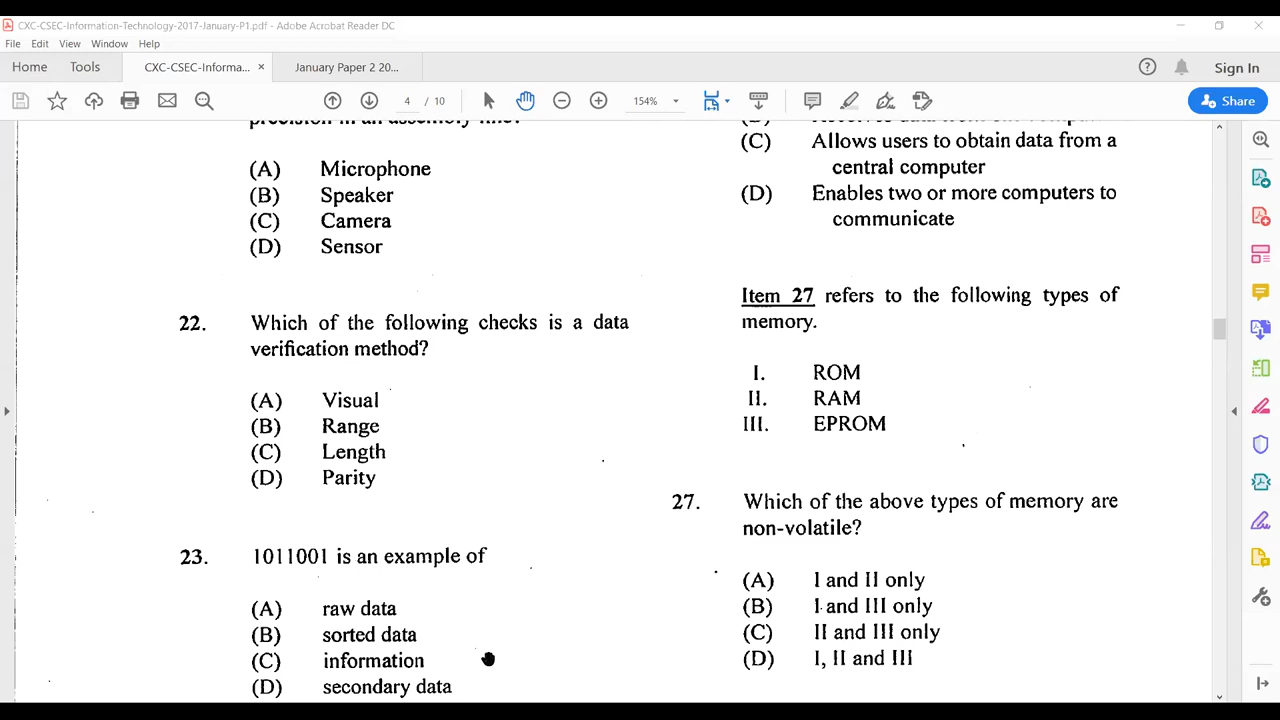 CXC-CSEC-Information-Technology-2017-January-P1.pdf - Adobe Acrobat Reader DC
File Edit View Window Help
Home Tools CXC-CSEC-Informa... × January Paper 2 20... Sign In
4 / 10 154% Share
precision in an assembly line?
(A) Microphone
(B) Speaker
(C) Camera
(D) Sensor
22. Which of the following checks is a data
verification method?
(A) Visual
(B) Range
(C) Length
(D) Parity
23. 1011001 is an example of
(A) raw data
(B) sorted data
(C) information
(D) secondary data
(C) Allows users to obtain data from a
central computer
(D) Enables two or more computers to
communicate
Item 27 refers to the following types of
memory.
I. ROM
II. RAM
III. EPROM
27. Which of the above types of memory are
non-volatile?
(A) I and II only
(B) I and III only
(C) II and III only
(D) I, II and III